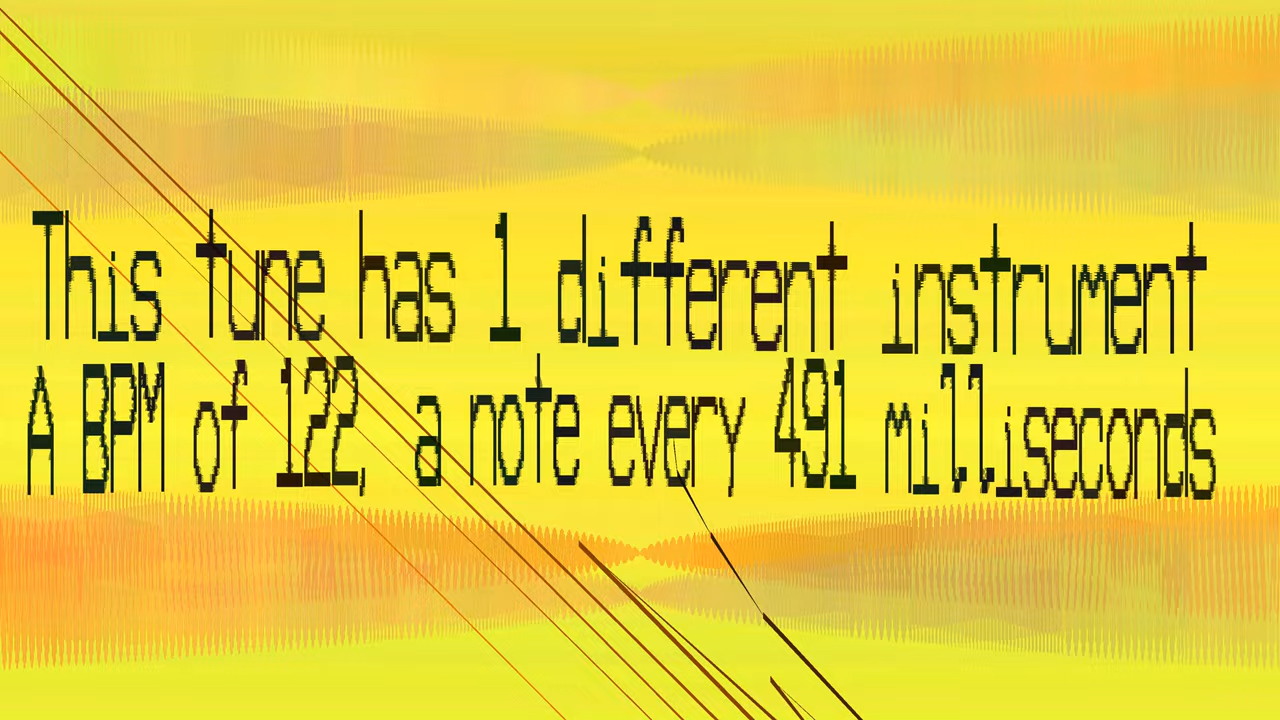 This tune has 1 different instrument
A BPM of 122, a note every 491 milliseconds